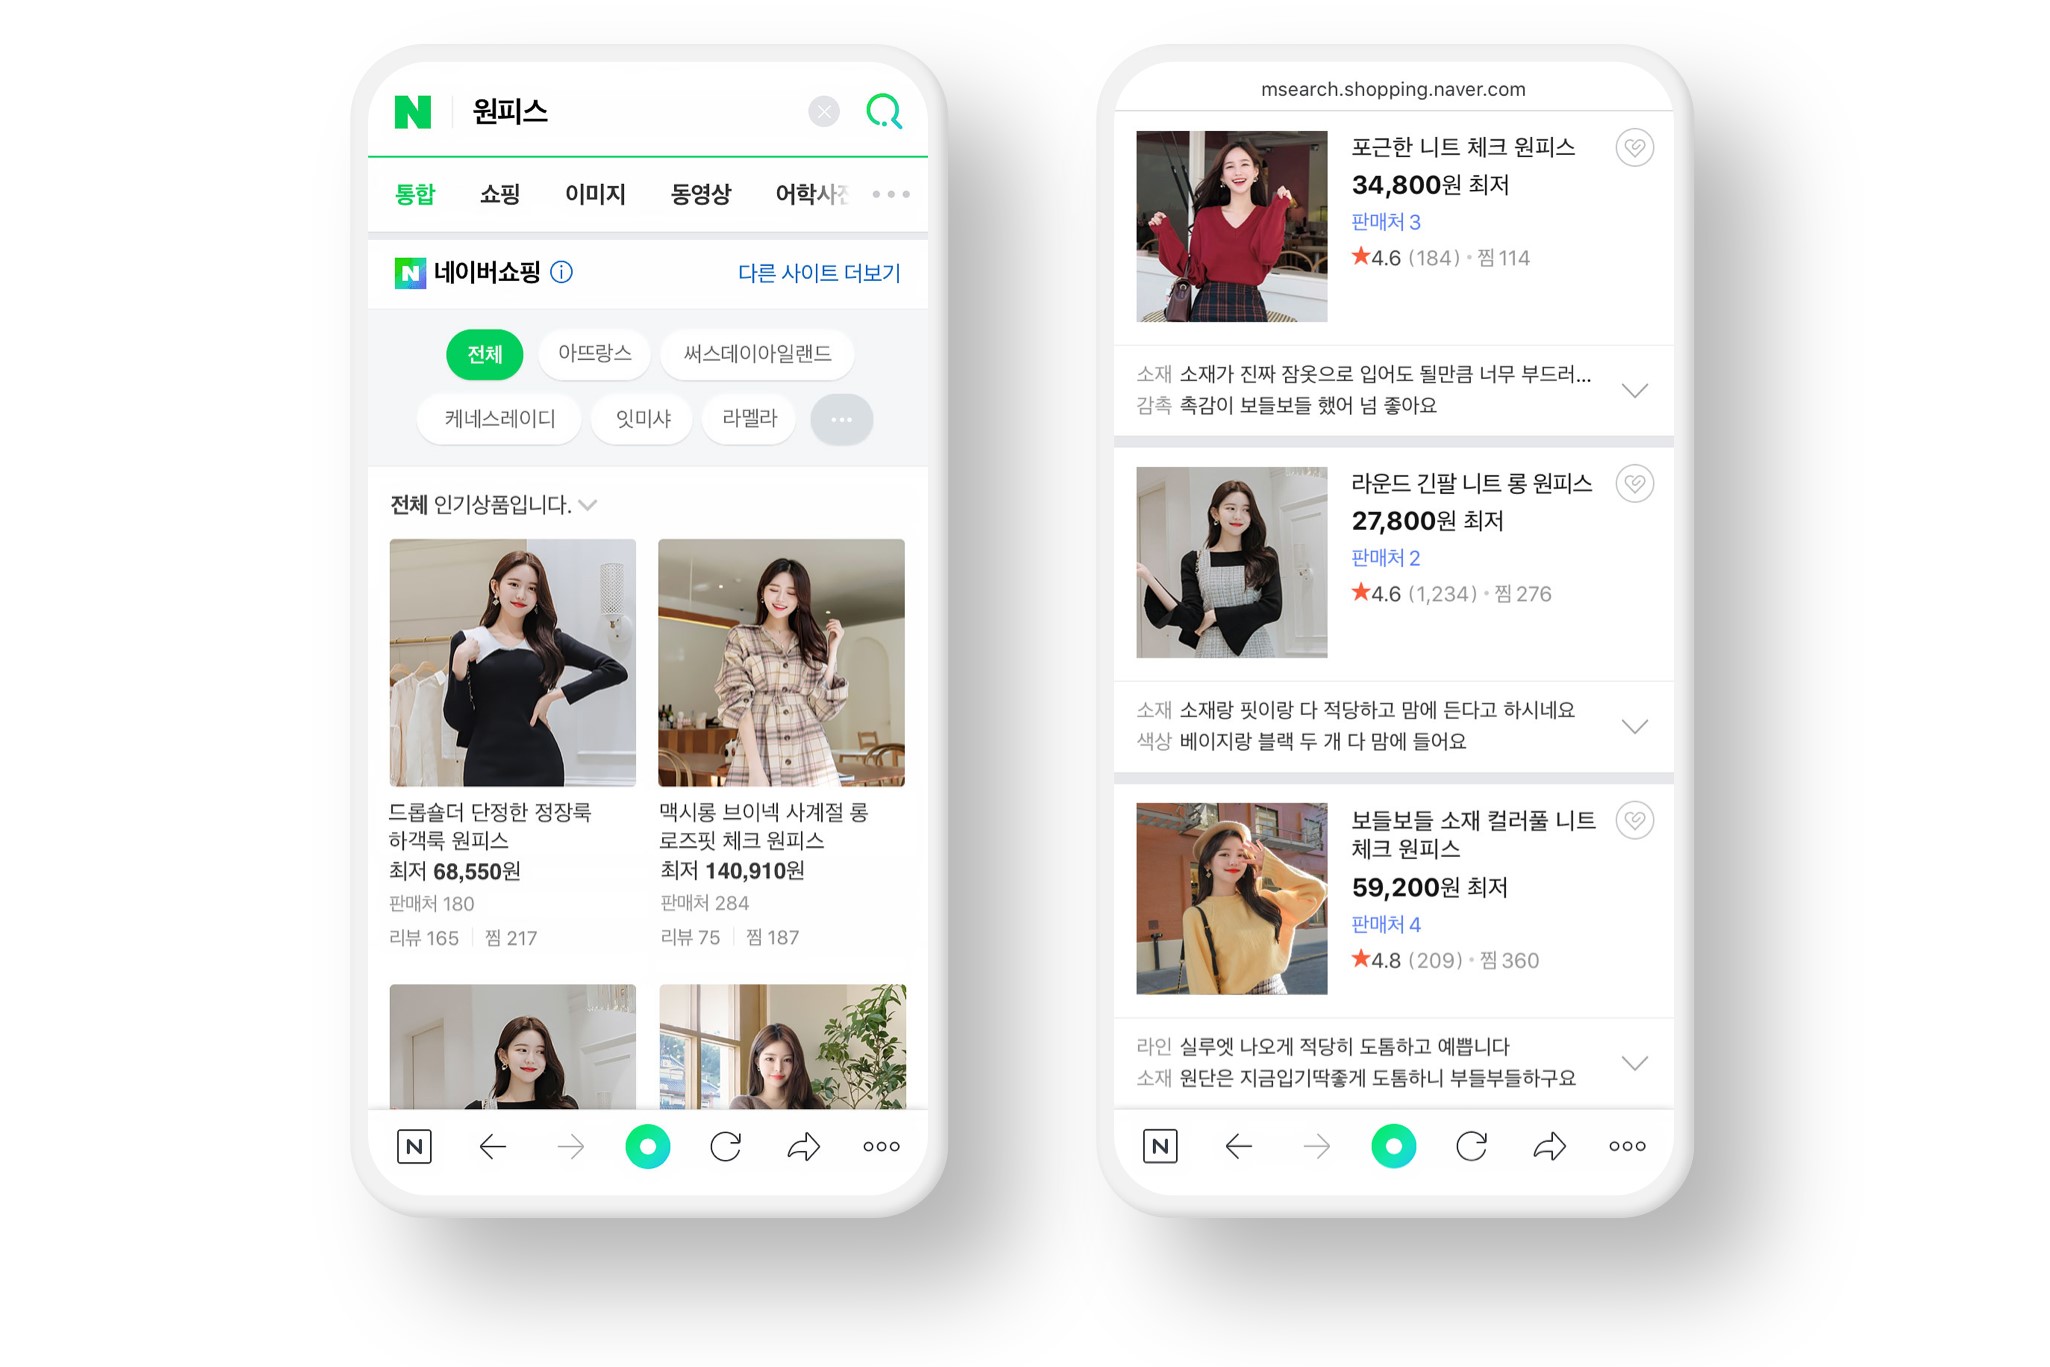 N 원피스
통합 쇼핑 이미지 동영상 어학사전
N 네이버쇼핑 다른 사이트 더보기
전체 아뜨랑스 써스데이아일랜드
케네스레이디 잇미샤 라멜라
전체 인기상품입니다.
드롭숄더 단정한 정장룩
하객룩 원피스
최저 68,550원
판매처 180
리뷰 165 찜 217
맥시롱 브이넥 사계절 롱
로즈핏 체크 원피스
최저 140,910원
판매처 284
리뷰 75 찜 187
N
msearch.shopping.naver.com
포근한 니트 체크 원피스
34,800원 최저
판매처 3
★4.6 (184) • 찜 114
소재 소재가 진짜 잠옷으로 입어도 될만큼 너무 부드러...
감촉 촉감이 보들보들 했어 넘 좋아요
라운드 긴팔 니트 롱 원피스
27,800원 최저
판매처 2
★4.6 (1,234) • 찜 276
소재 소재랑 핏이랑 다 적당하고 맘에 든다고 하시네요
색상 베이지랑 블랙 두 개 다 맘에 들어요
보들보들 소재 컬러풀 니트
체크 원피스
59,200원 최저
판매처 4
★4.8 (209) • 찜 360
라인 실루엣 나오게 적당히 도톰하고 예쁩니다
소재 원단은 지금입기딱좋게 도톰하니 부들부들하구요
N